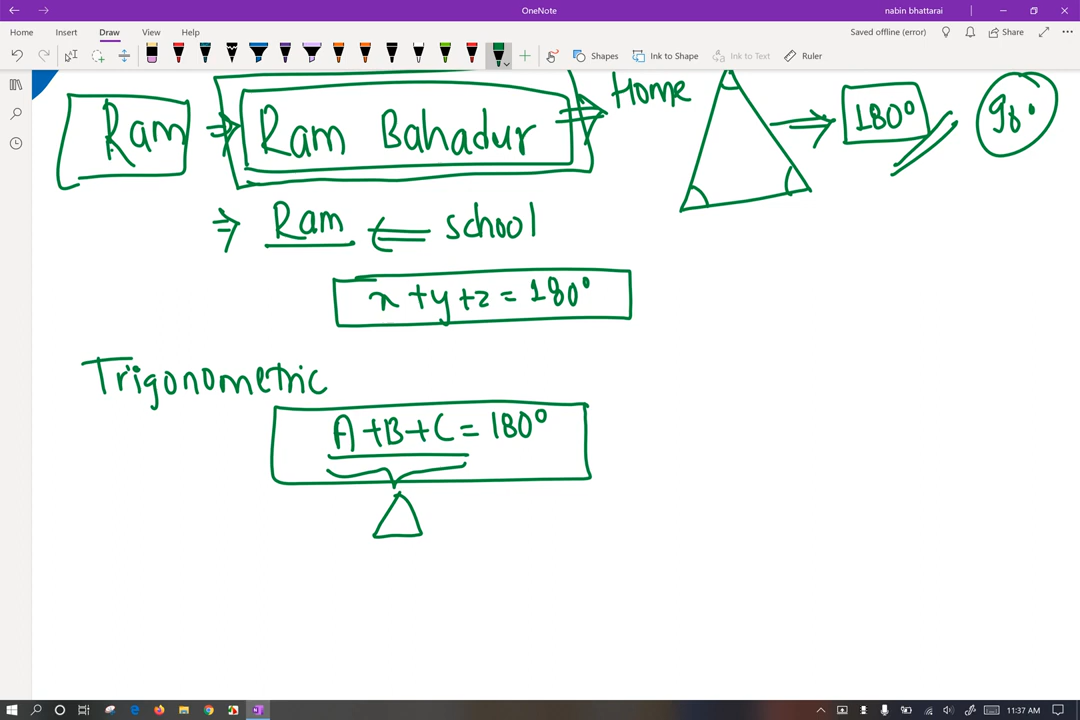 OneNote
nabin bhattarai
Home Insert Draw View Help
Saved offline (error)
Share
Shapes
Ink to Shape
Ink to Text
Ruler
Ram ⇒ Ram Bahadur ⇒ Home
⇒ 180°
⇒ Ram ⇐ school
x+y+z=180°
Trigonometric
A+B+C=180°
11:37 AM